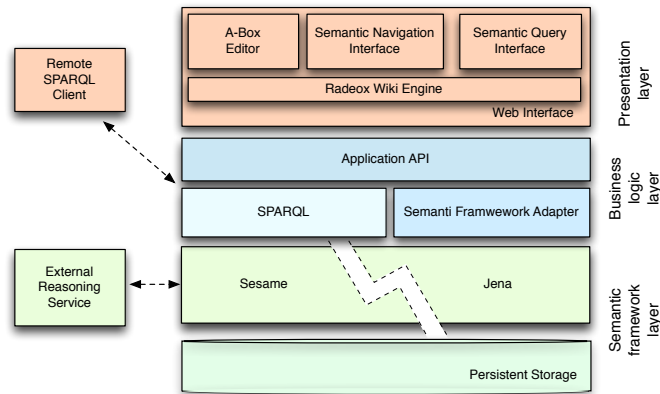 A-Box
Editor
Semantic Navigation
Interface
Semantic Query
Interface
Radeox Wiki Engine
Web Interface
Presentation
layer
Remote
SPARQL
Client
Application API
SPARQL
Semanti Framwework Adapter
Business
logic
layer
External
Reasoning
Service
Sesame
Jena
Semantic
framework
layer
Persistent Storage